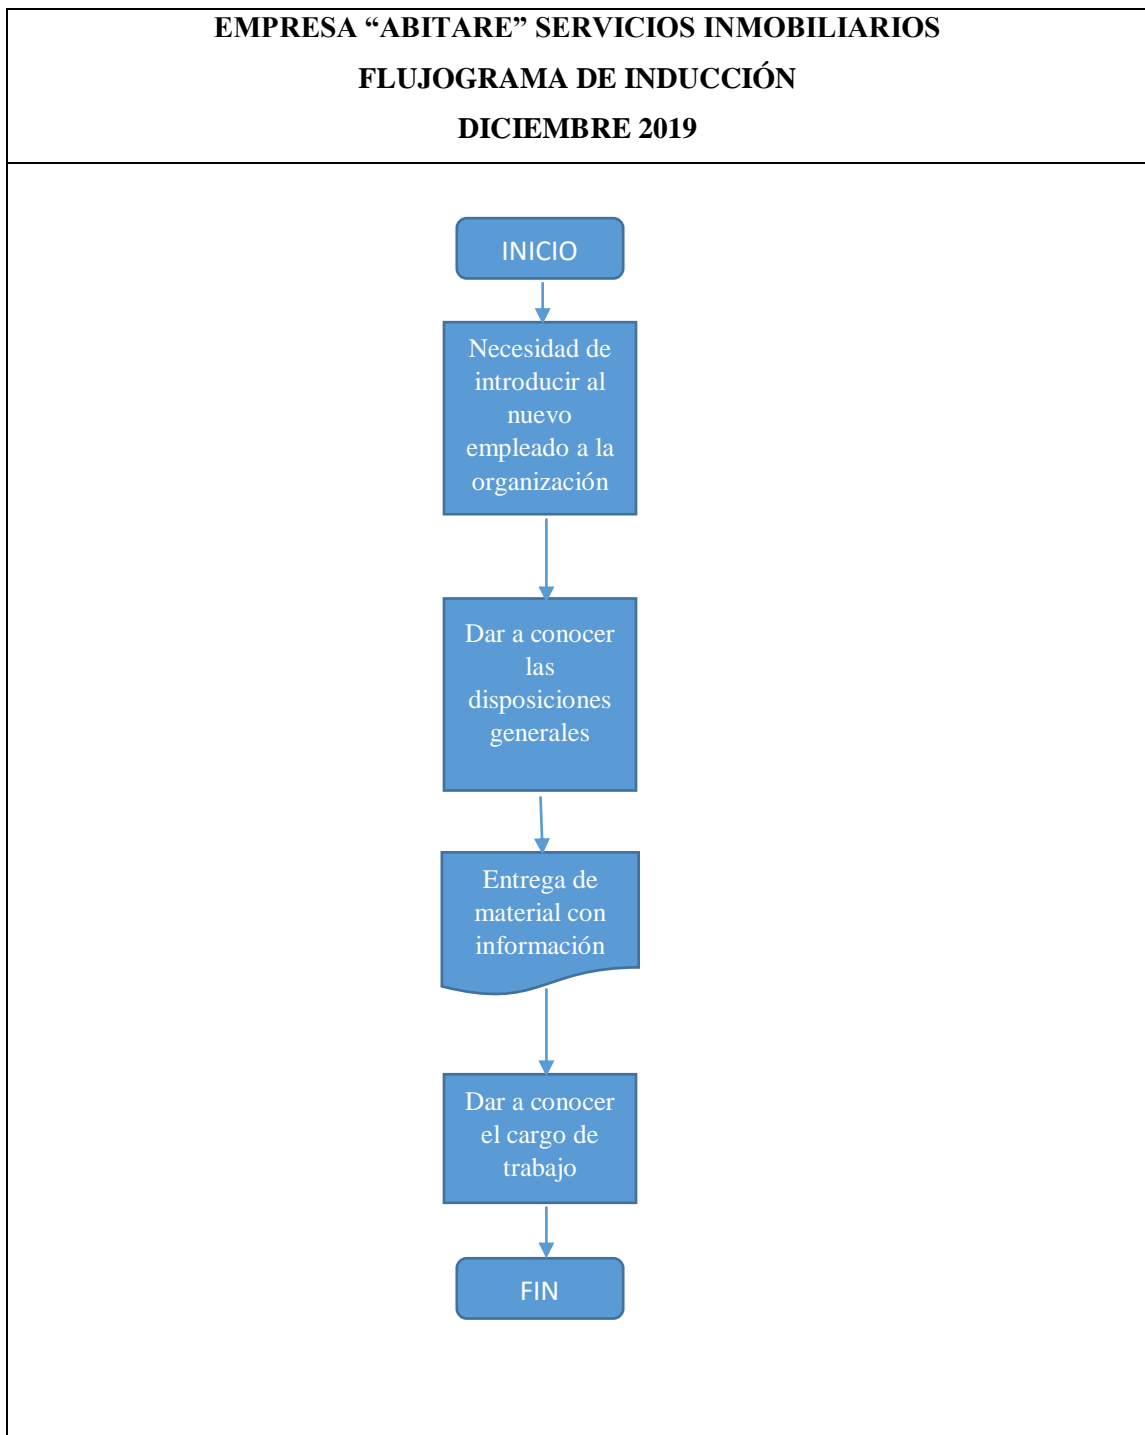 EMPRESA “ABITARE” SERVICIOS INMOBILIARIOS
FLUJOGRAMA DE INDUCCIÓN
DICIEMBRE 2019
INICIO
Necesidad de
introducir al
nuevo
empleado a la
organización
Dar a conocer
las
disposiciones
generales
Entrega de
material con
información
Dar a conocer
el cargo de
trabajo
FIN